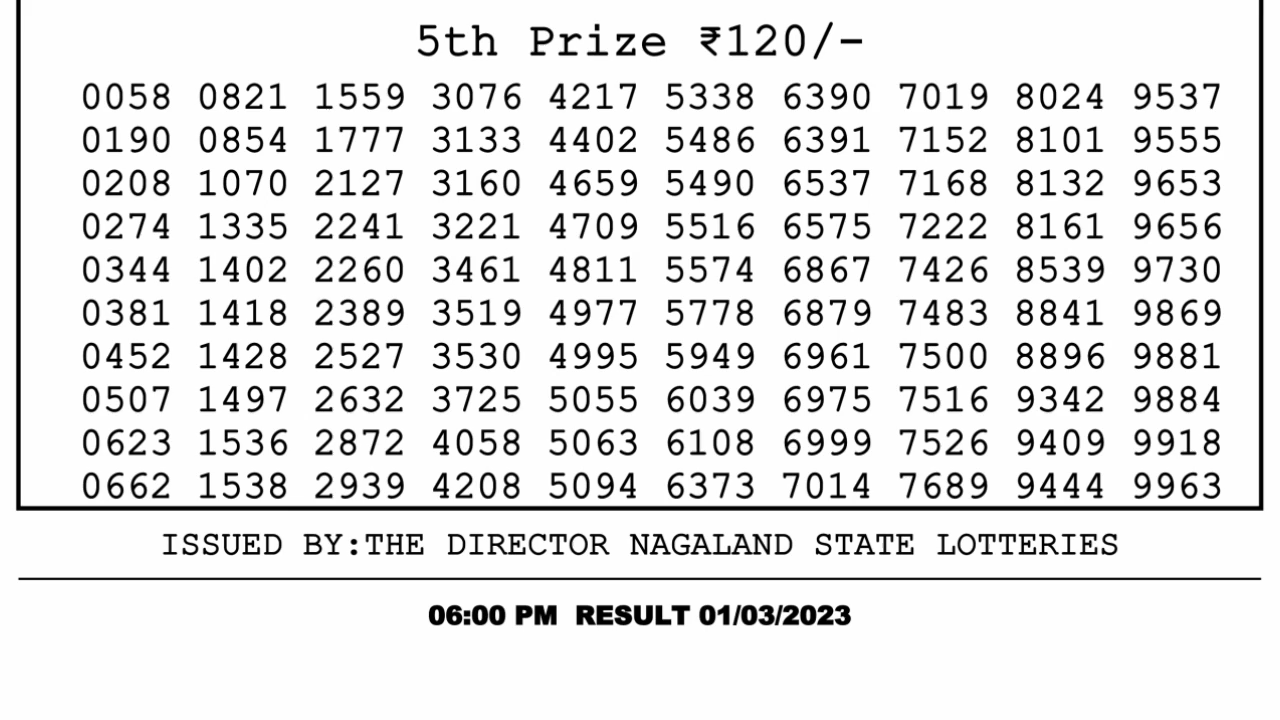 5th Prize ₹120/-
0058 0821 1559 3076 4217 5338 6390 7019 8024 9537
0190 0854 1777 3133 4402 5486 6391 7152 8101 9555
0208 1070 2127 3160 4659 5490 6537 7168 8132 9653
0274 1335 2241 3221 4709 5516 6575 7222 8161 9656
0344 1402 2260 3461 4811 5574 6867 7426 8539 9730
0381 1418 2389 3519 4977 5778 6879 7483 8841 9869
0452 1428 2527 3530 4995 5949 6961 7500 8896 9881
0507 1497 2632 3725 5055 6039 6975 7516 9342 9884
0623 1536 2872 4058 5063 6108 6999 7526 9409 9918
0662 1538 2939 4208 5094 6373 7014 7689 9444 9963
ISSUED BY:THE DIRECTOR NAGALAND STATE LOTTERIES
06:00 PM RESULT 01/03/2023